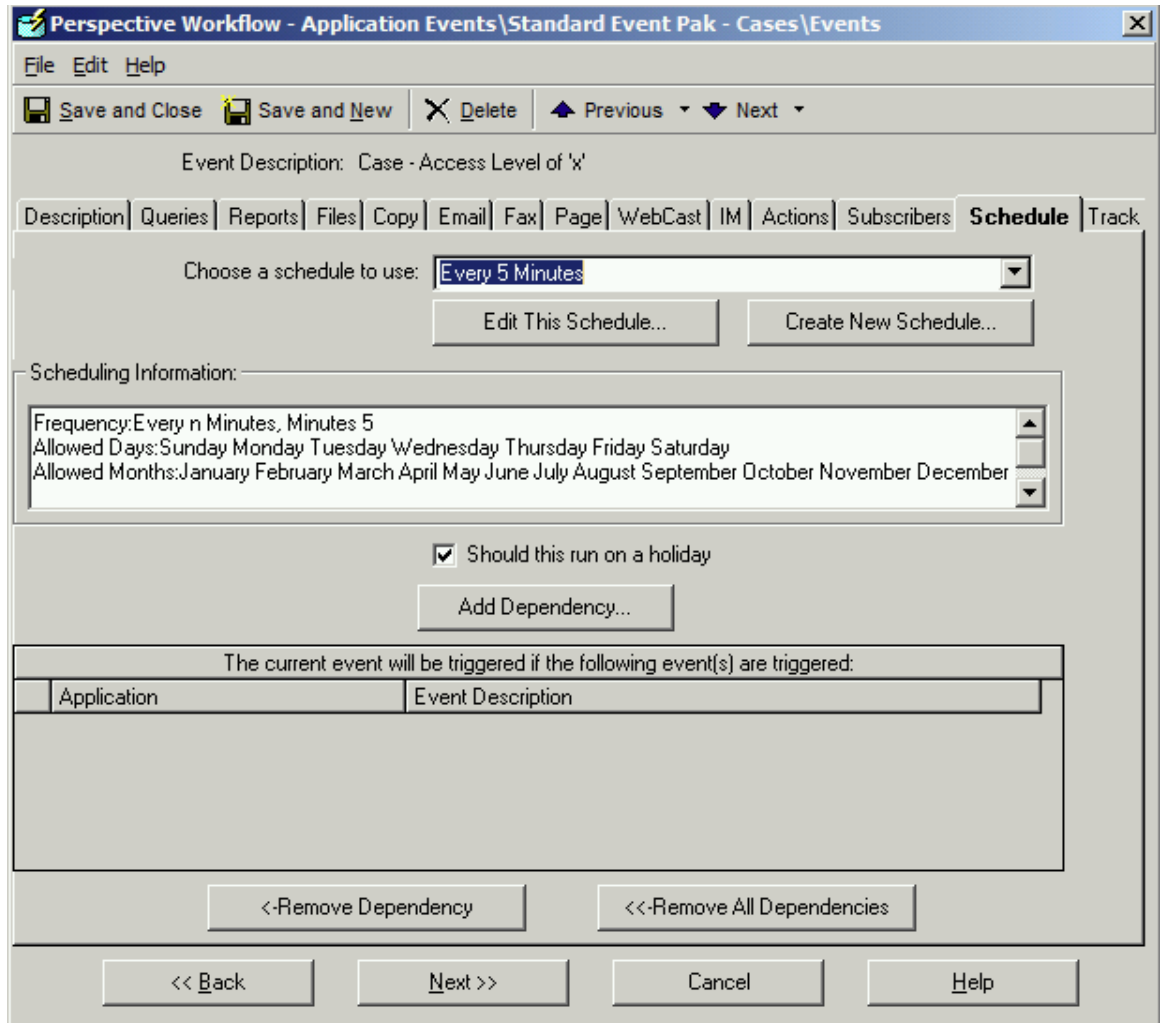 Perspective Workflow - Application Events\Standard Event Pak - Cases\Events
File Edit Help
Save and Close Save and New Delete Previous Next
Event Description: Case - Access Level of 'x'
Description Queries Reports Files Copy Email Fax Page WebCast IM Actions Subscribers Schedule Track
Choose a schedule to use: Every 5 Minutes
Edit This Schedule... Create New Schedule...
Scheduling Information:
Frequency:Every n Minutes, Minutes 5
Allowed Days:Sunday Monday Tuesday Wednesday Thursday Friday Saturday
Allowed Months:January February March April May June July August September October November December
Should this run on a holiday
Add Dependency...
The current event will be triggered if the following event(s) are triggered:
Application Event Description
<-Remove Dependency <<-Remove All Dependencies
<< Back Next >> Cancel Help